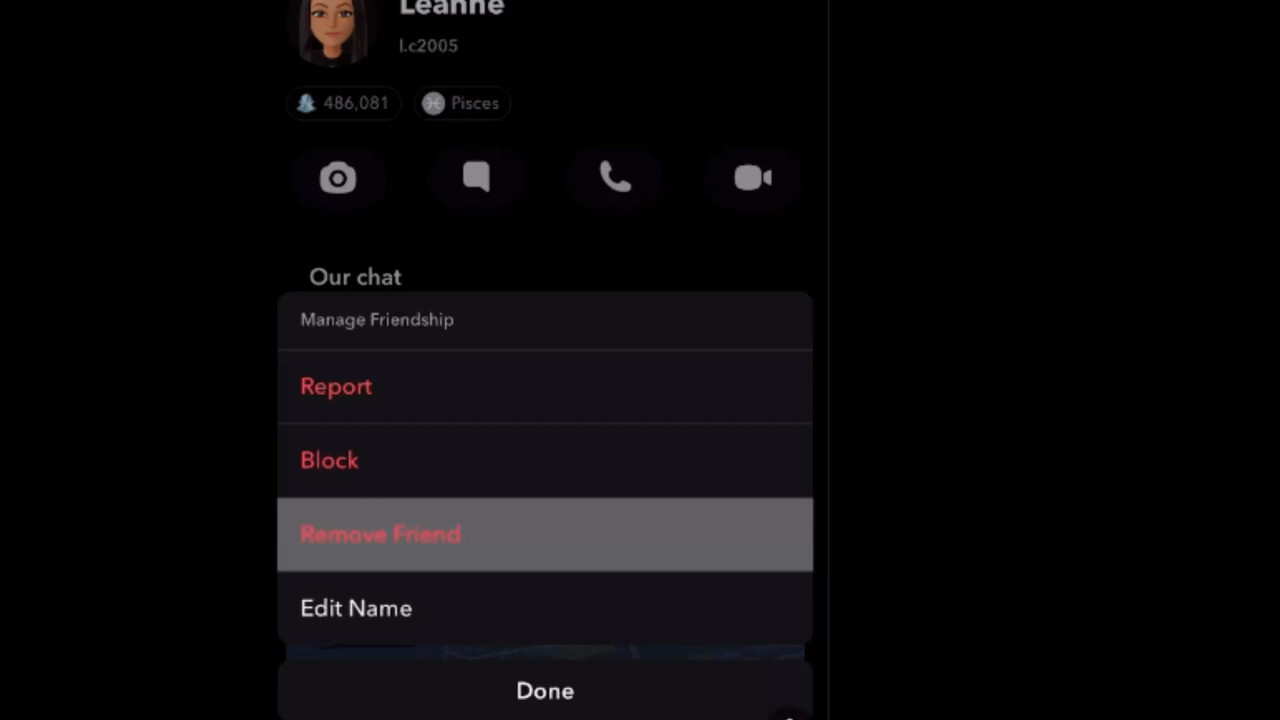 Leanne
l.c2005
486,081 Pisces
Our chat
Manage Friendship
Report
Block
Remove Friend
Edit Name
Done